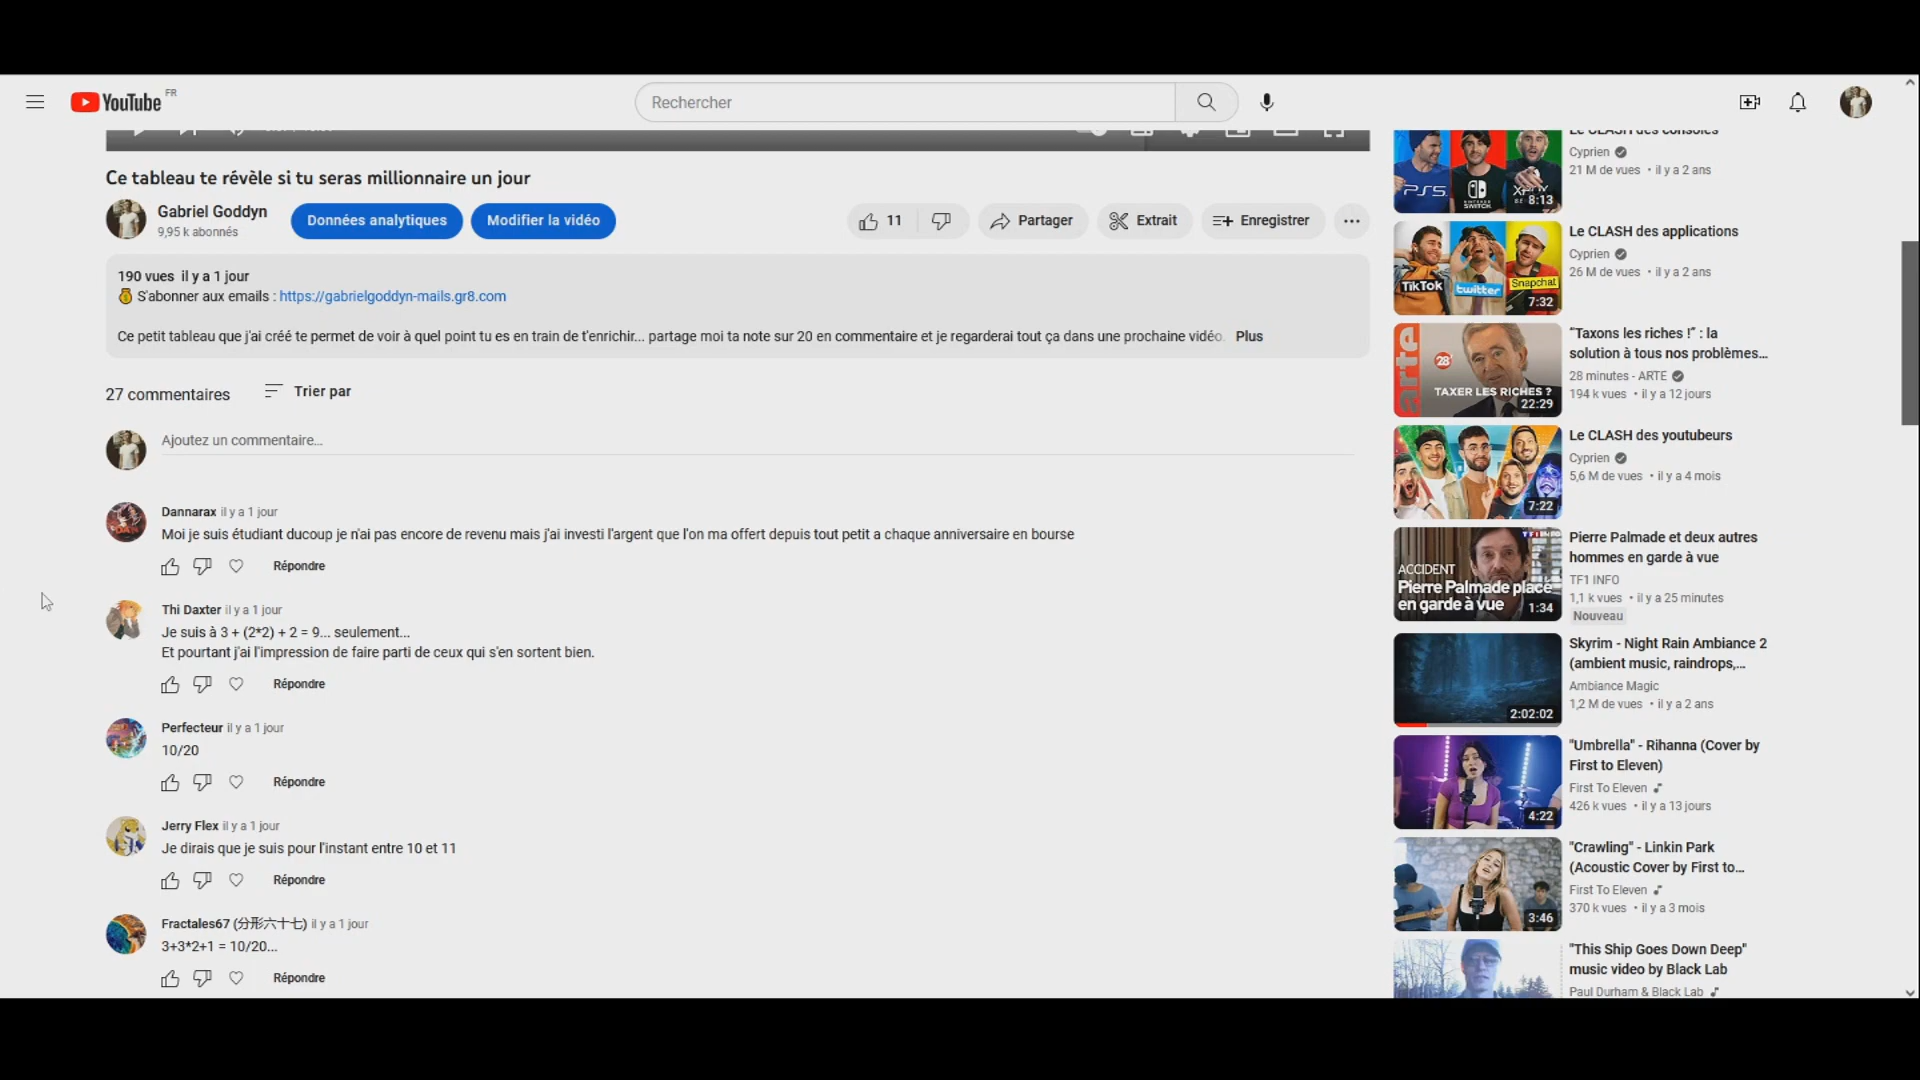 YouTube FR
Rechercher
Ce tableau te révèle si tu seras millionnaire un jour
Gabriel Goddyn
9,95 k abonnés
Données analytiques
Modifier la vidéo
11
Partager
Extrait
Enregistrer
190 vues il y a 1 jour
S'abonner aux emails : https://gabrielgoddyn-mails.gr8.com
Ce petit tableau que j'ai créé te permet de voir à quel point tu es en train de t'enrichir... partage moi ta note sur 20 en commentaire et je regarderai tout ça dans une prochaine vidéo. Plus
27 commentaires
Trier par
Ajoutez un commentaire...
Dannarax il y a 1 jour
Moi je suis étudiant ducoup je n'ai pas encore de revenu mais j'ai investi l'argent que l'on ma offert depuis tout petit a chaque anniversaire en bourse
Répondre
Thi Daxter il y a 1 jour
Je suis à 3 + (2*2) + 2 = 9... seulement...
Et pourtant j'ai l'impression de faire parti de ceux qui s'en sortent bien.
Répondre
Perfecteur il y a 1 jour
10/20
Répondre
Jerry Flex il y a 1 jour
Je dirais que je suis pour l'instant entre 10 et 11
Répondre
Fractales67 (分形六十七) il y a 1 jour
3+3*2+1 = 10/20...
Répondre
Le CLASH des consoles
Cyprien
21 M de vues • il y a 2 ans
PS5
SWITCH
8:13
Le CLASH des applications
Cyprien
26 M de vues • il y a 2 ans
TikTok
twitter
Snapchat
7:32
"Taxons les riches !" : la
solution à tous nos problèmes...
28 minutes - ARTE
194 k vues • il y a 12 jours
arte
28
TAXER LES RICHES ?
22:29
Le CLASH des youtubeurs
Cyprien
5,6 M de vues • il y a 4 mois
7:22
Pierre Palmade et deux autres
hommes en garde à vue
TF1 INFO
1,1 k vues • il y a 25 minutes
Nouveau
TF1 INFO
ACCIDENT
Pierre Palmade placé
en garde à vue
1:34
Skyrim - Night Rain Ambiance 2
(ambient music, raindrops,...
Ambiance Magic
1,2 M de vues • il y a 2 ans
2:02:02
"Umbrella" - Rihanna (Cover by
First to Eleven)
First To Eleven
426 k vues • il y a 13 jours
4:22
"Crawling" - Linkin Park
(Acoustic Cover by First to...
First To Eleven
370 k vues • il y a 3 mois
3:46
"This Ship Goes Down Deep"
music video by Black Lab
Paul Durham & Black Lab